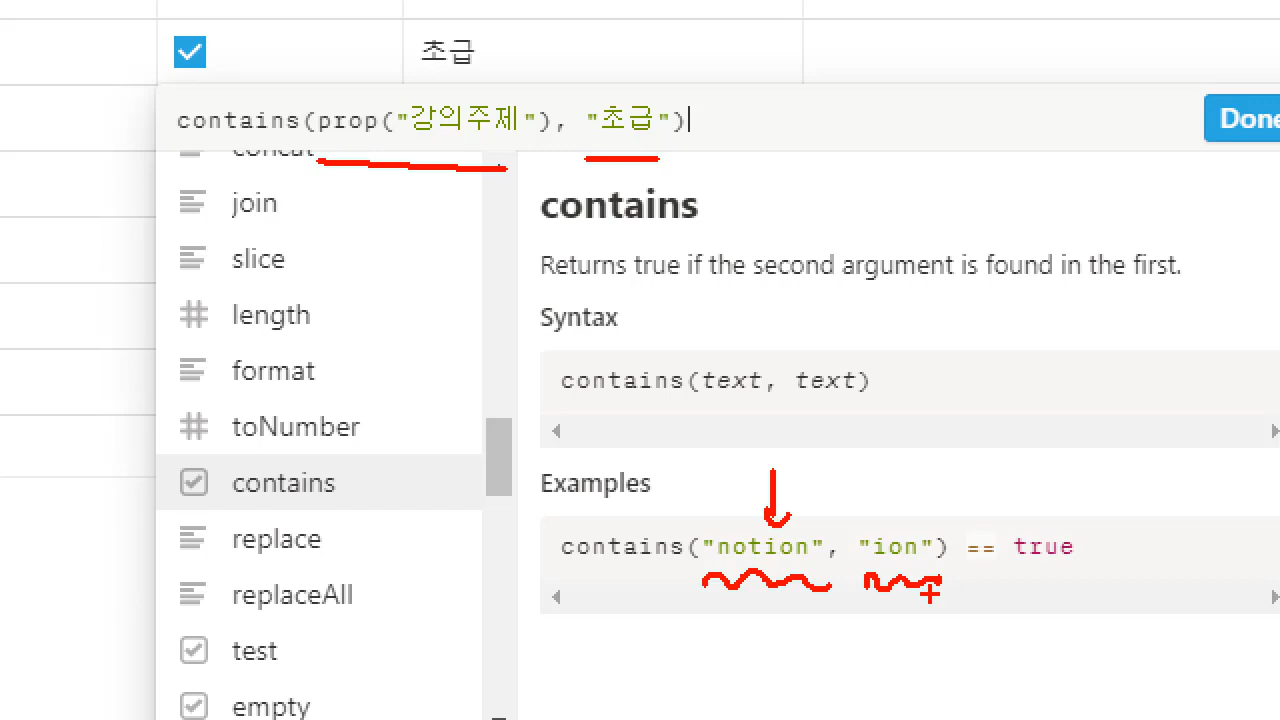 초급
contains(prop("강의주제"), "초급")
Done
concat
join
slice
length
format
toNumber
contains
replace
replaceAll
test
empty
contains
Returns true if the second argument is found in the first.
Syntax
contains(text, text)
Examples
contains("notion", "ion") == true